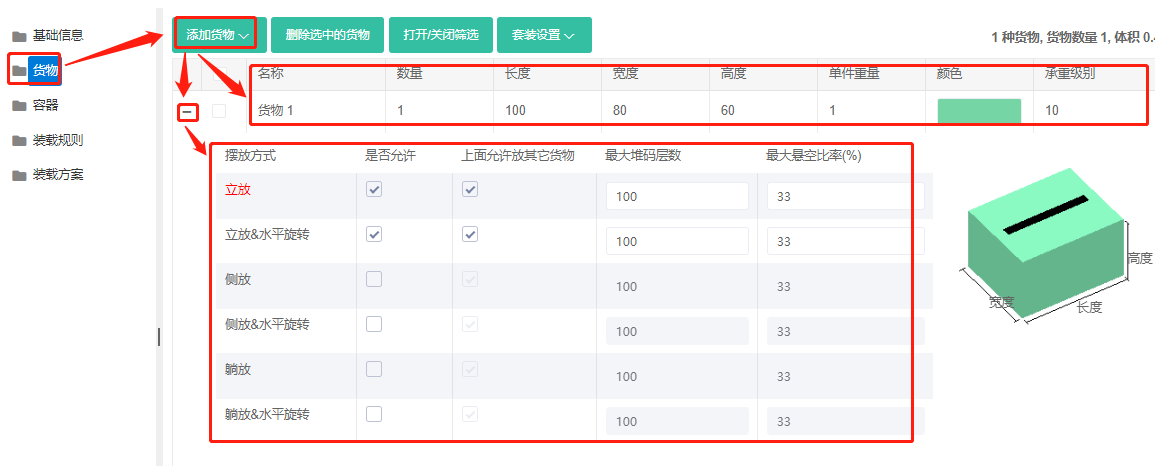 基础信息
货物
容器
装载规则
装载方案
添加货物 删除选中的货物 打开/关闭筛选 套装设置
1 种货物, 货物数量 1, 体积 0.4
名称 数量 长度 宽度 高度 单件重量 颜色 承重级别
货物 1 1 100 80 60 1 10
摆放方式 是否允许 上面允许放其它货物 最大堆码层数 最大悬空比率(%)
立放 100 33
立放&水平旋转 100 33
侧放 100 33
侧放&水平旋转 100 33
躺放 100 33
躺放&水平旋转 100 33
高度
宽度
长度